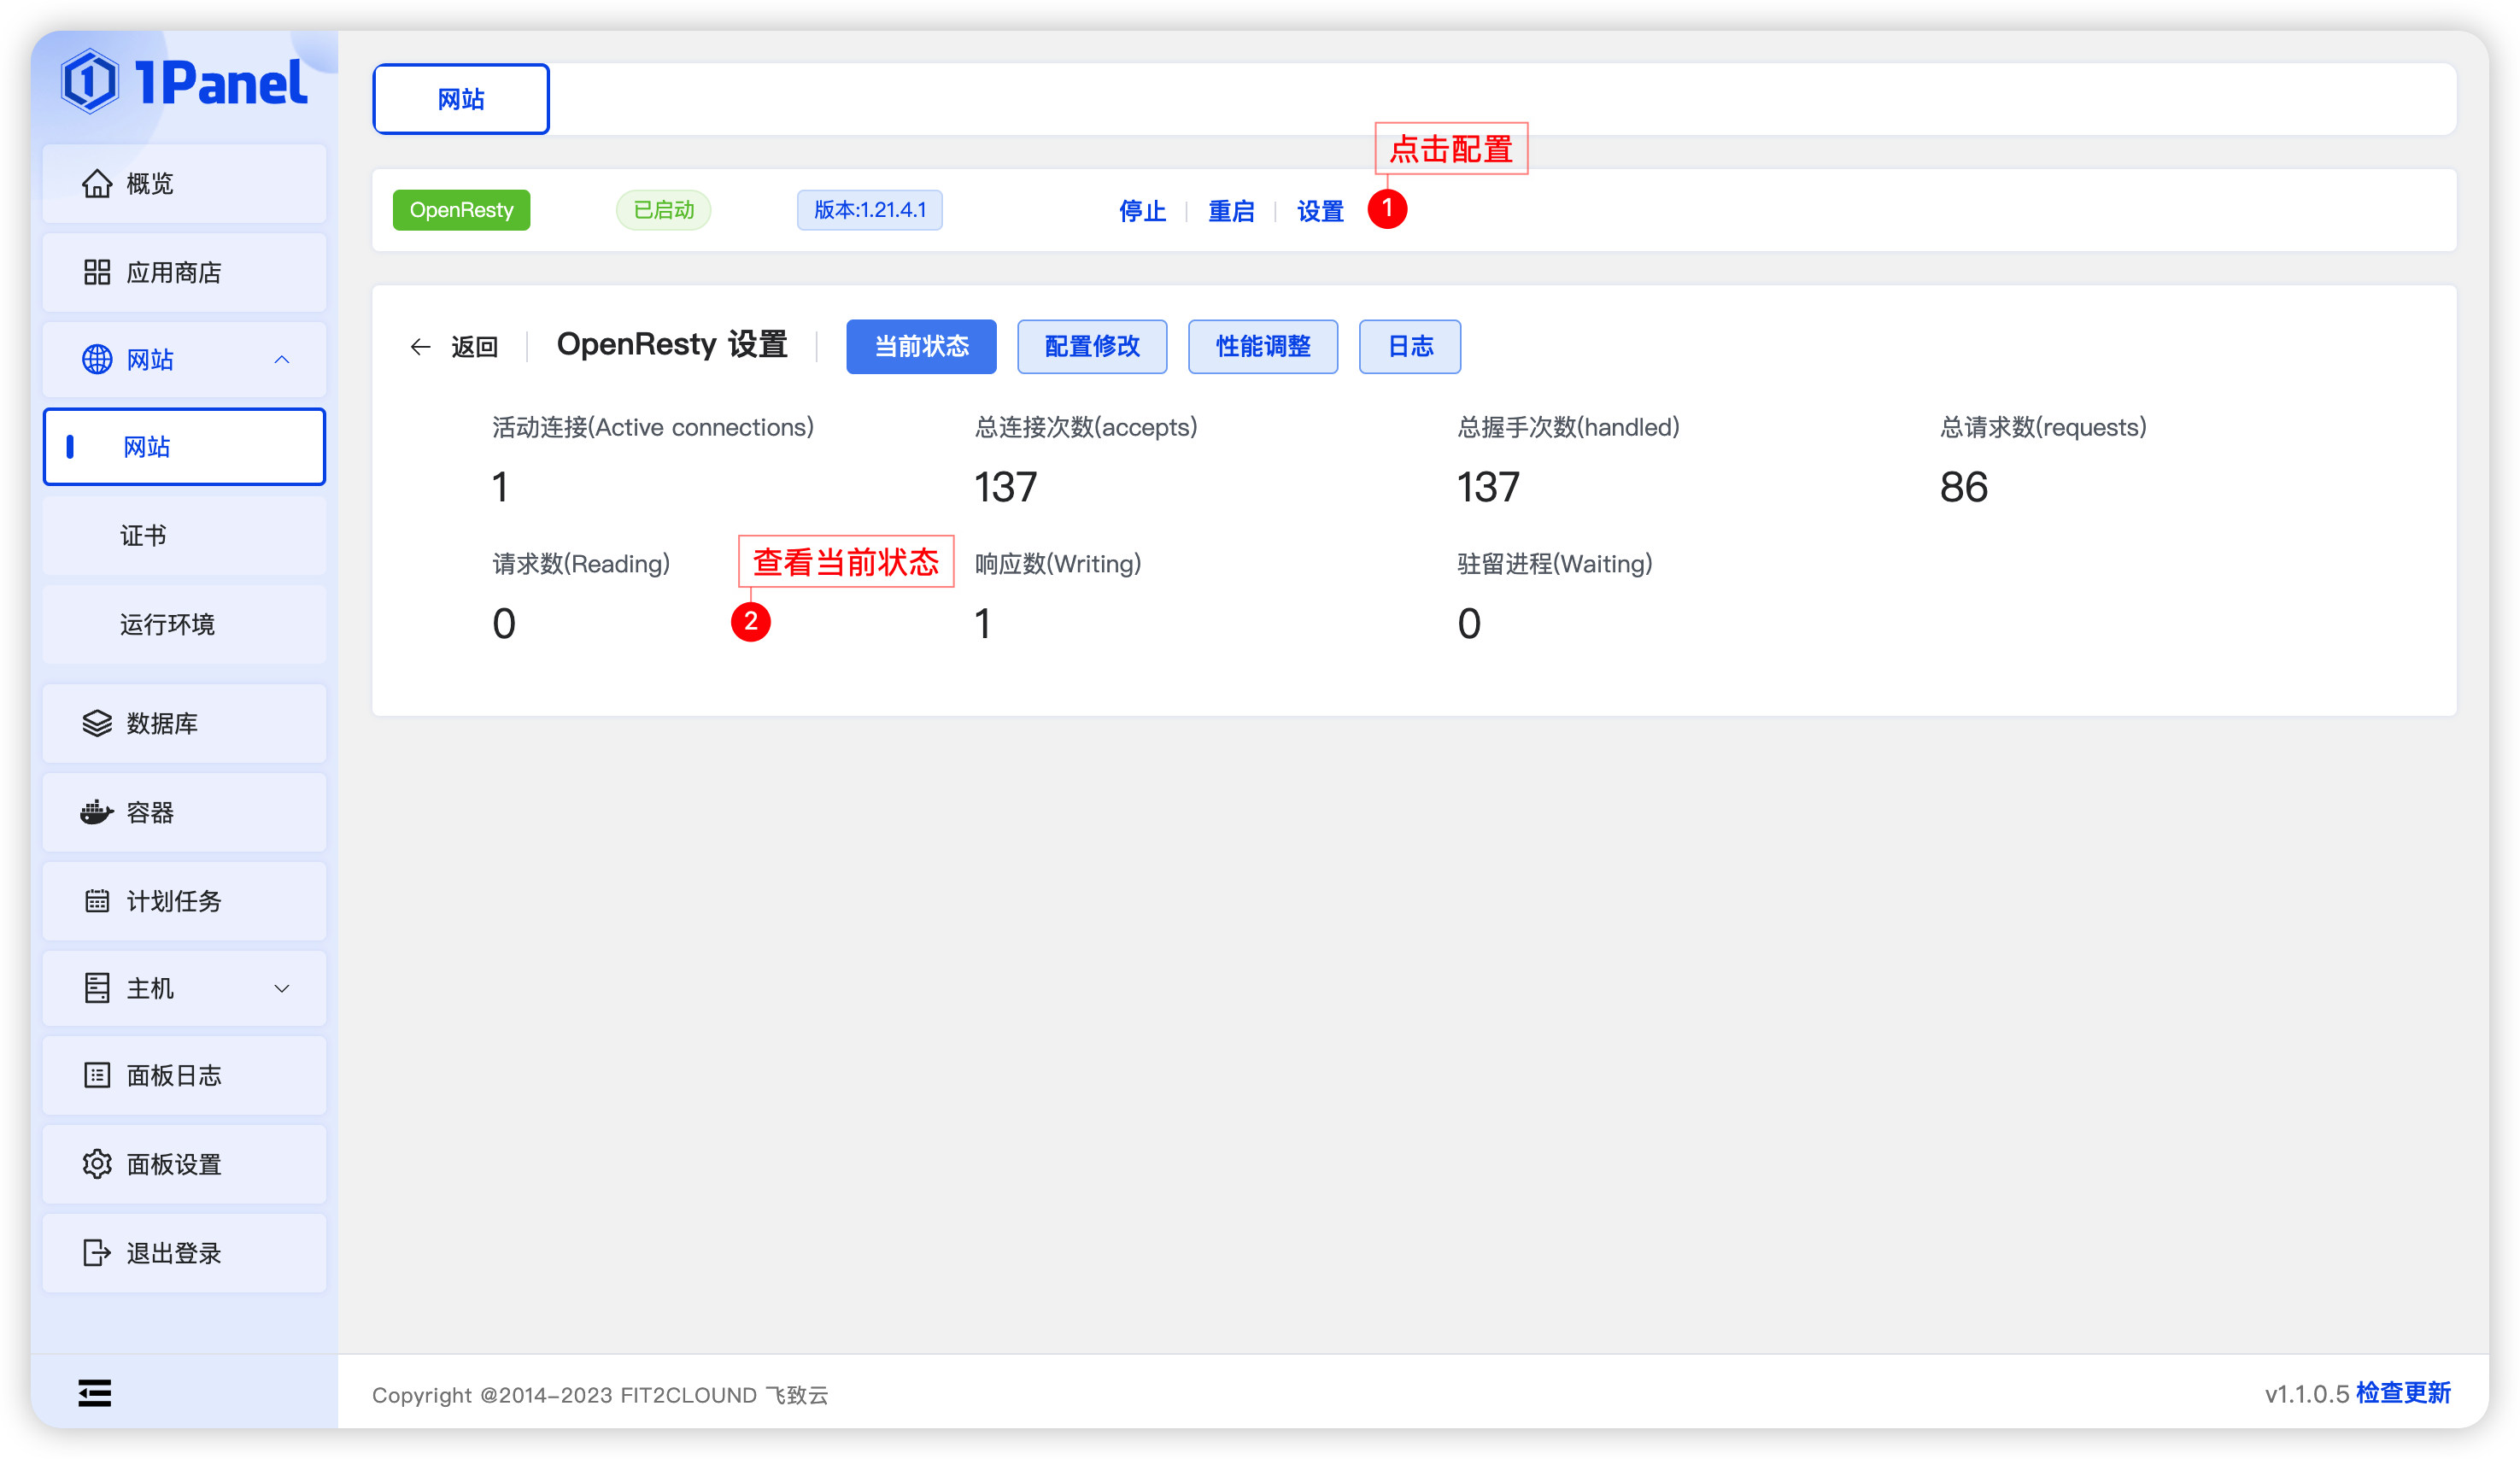 1Panel
概览
应用商店
网站
网站
证书
运行环境
数据库
容器
计划任务
主机
面板日志
面板设置
退出登录
网站
点击配置
OpenResty 已启动 版本:1.21.4.1 停止 重启 设置 1
返回 OpenResty 设置 当前状态 配置修改 性能调整 日志
活动连接(Active connections) 总连接次数(accepts) 总握手次数(handled) 总请求数(requests)
1 137 137 86
请求数(Reading) 查看当前状态 响应数(Writing) 驻留进程(Waiting)
0 2 1 0
Copyright @2014-2023 FIT2CLOUND 飞致云 v1.1.0.5 检查更新